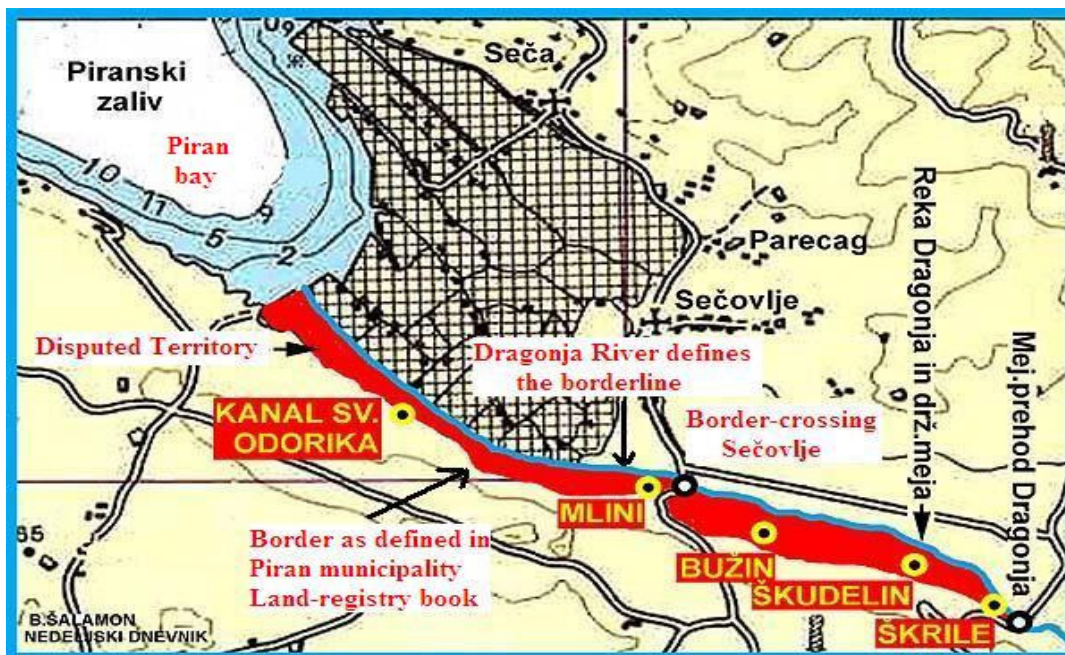 09
Piranski
zaliv
Piran
bay
Seča
10
11
6
2
9
Parecag
Sečovlje
Reka Dragonja in drž.meja
Mej.prehod Dragonja
Disputed Territory
Dragonja River defines
the borderline
KANAL SV.
ODORIKA
Border-crossing
Sečovlje
MLINI
Border as defined in
Piran municipality
Land-registry book
BUŽIN
ŠKUDELIN
ŠKRILE
B.ŠALAMON
NEDELJSKI DNEVNIK